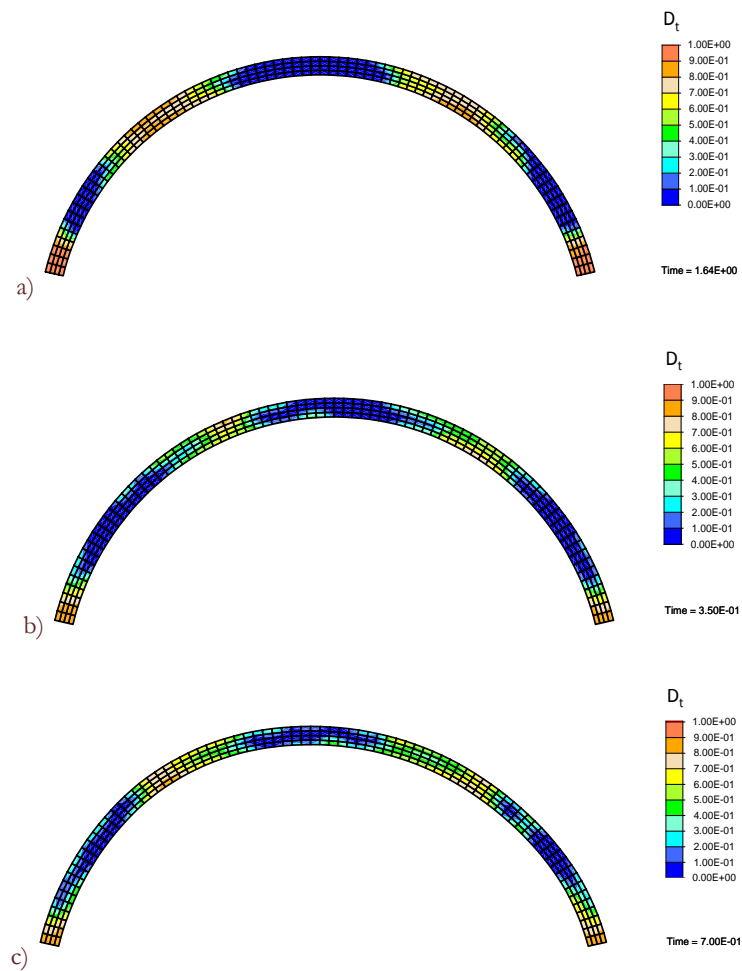 D_t
1.00E+00
9.00E-01
8.00E-01
7.00E-01
6.00E-01
5.00E-01
4.00E-01
3.00E-01
2.00E-01
1.00E-01
0.00E+00
Time = 1.64E+00
a)
D_t
1.00E+00
9.00E-01
8.00E-01
7.00E-01
6.00E-01
5.00E-01
4.00E-01
3.00E-01
2.00E-01
1.00E-01
0.00E+00
Time = 3.50E-01
b)
D_t
1.00E+00
9.00E-01
8.00E-01
7.00E-01
6.00E-01
5.00E-01
4.00E-01
3.00E-01
2.00E-01
1.00E-01
0.00E+00
Time = 7.00E-01
c)